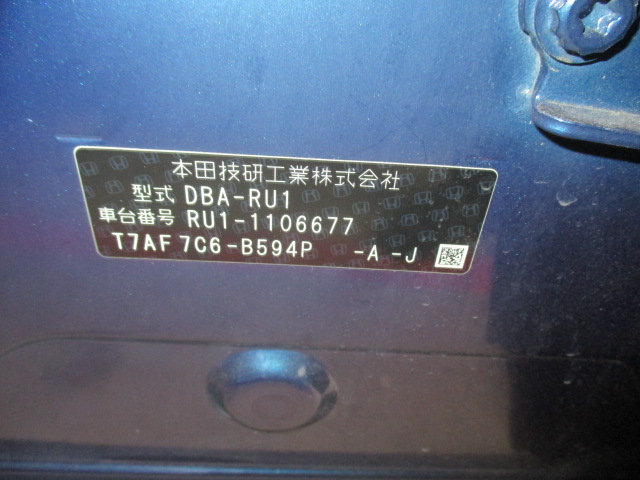 本田技研工業株式会社
型式 DBA-RU1
車台番号 RU1-1106677
T7AF7C6-B594P -A -J